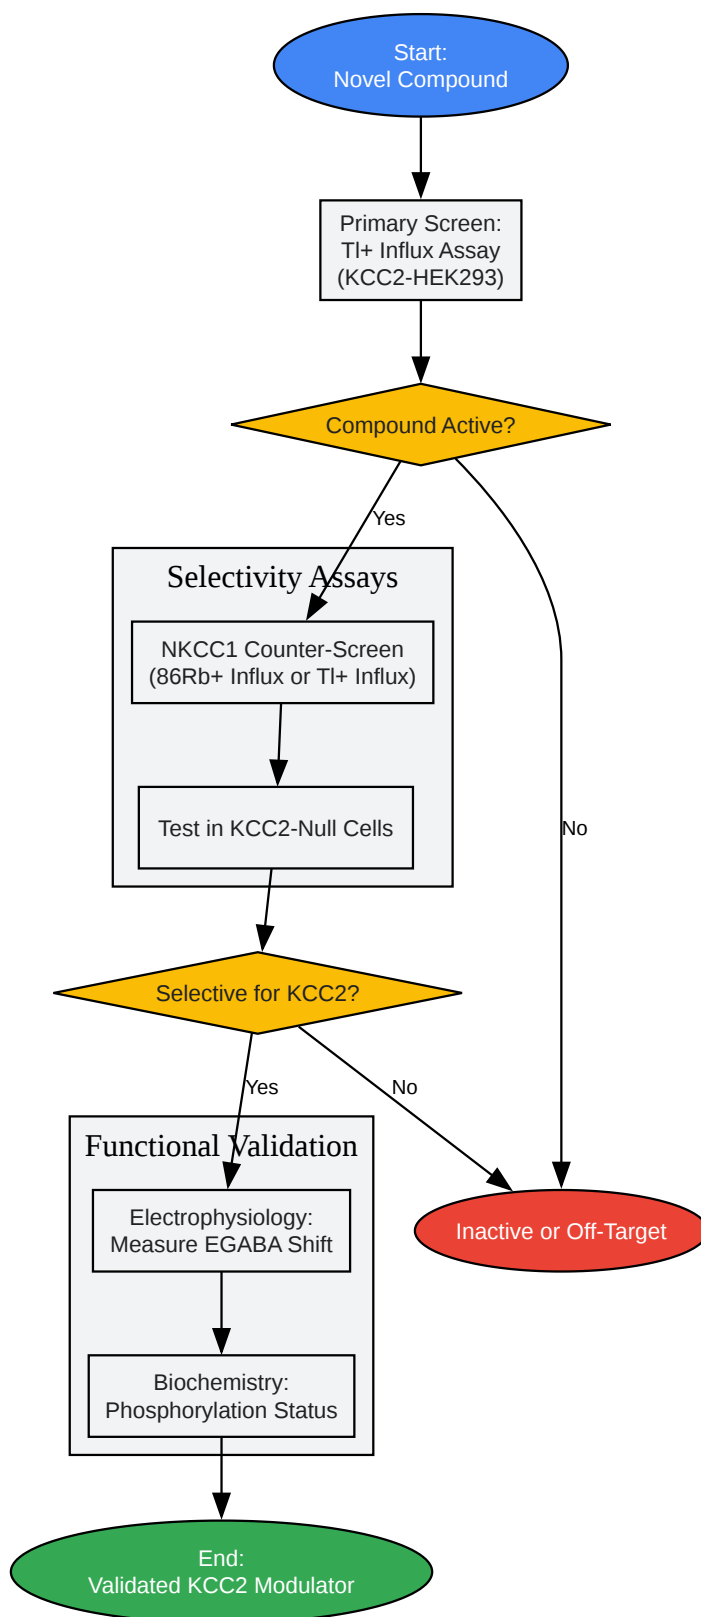 Start:
Novel Compound
Primary Screen:
Tl+ Influx Assay
(KCC2-HEK293)
Compound Active?
Yes
Selectivity Assays
NKCC1 Counter-Screen
(86Rb+ Influx or Tl+ Influx)
Test in KCC2-Null Cells
No
Selective for KCC2?
Yes
No
Functional Validation
Electrophysiology:
Measure EGABA Shift
Inactive or Off-Target
Biochemistry:
Phosphorylation Status
End:
Validated KCC2 Modulator